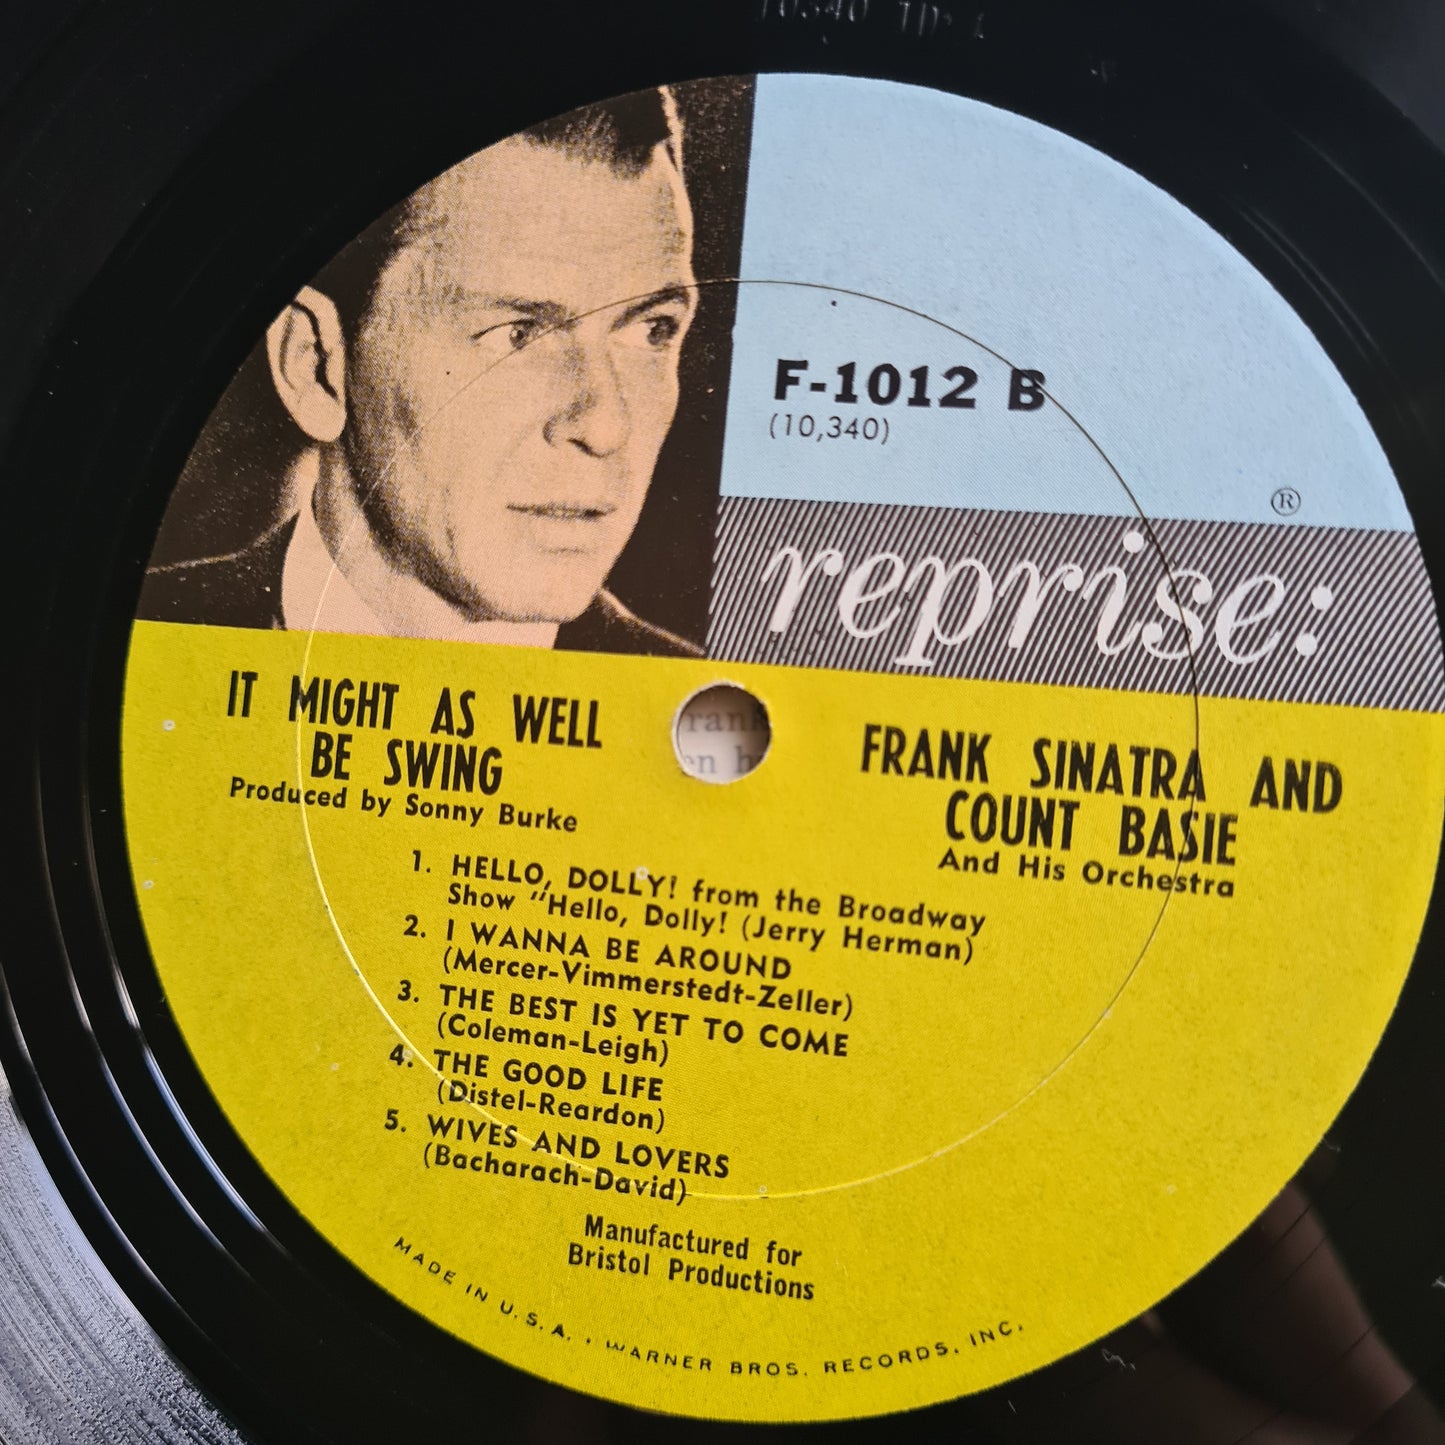 10340 1D
F-1012 B
(10,340)
®
reprise:
IT MIGHT AS WELL
BE SWING
Produced by Sonny Burke
FRANK SINATRA AND
COUNT BASIE
And His Orchestra
1. HELLO, DOLLY! from the Broadway
Show "Hello, Dolly! (Jerry Herman)
2. I WANNA BE AROUND
(Mercer-Vimmerstedt-Zeller)
3. THE BEST IS YET TO COME
(Coleman-Leigh)
4. THE GOOD LIFE
(Distel-Reardon)
5. WIVES AND LOVERS
(Bacharach-David)
Manufactured for
Bristol Productions
MADE IN U.S.A. . WARNER BROS. RECORDS, INC.